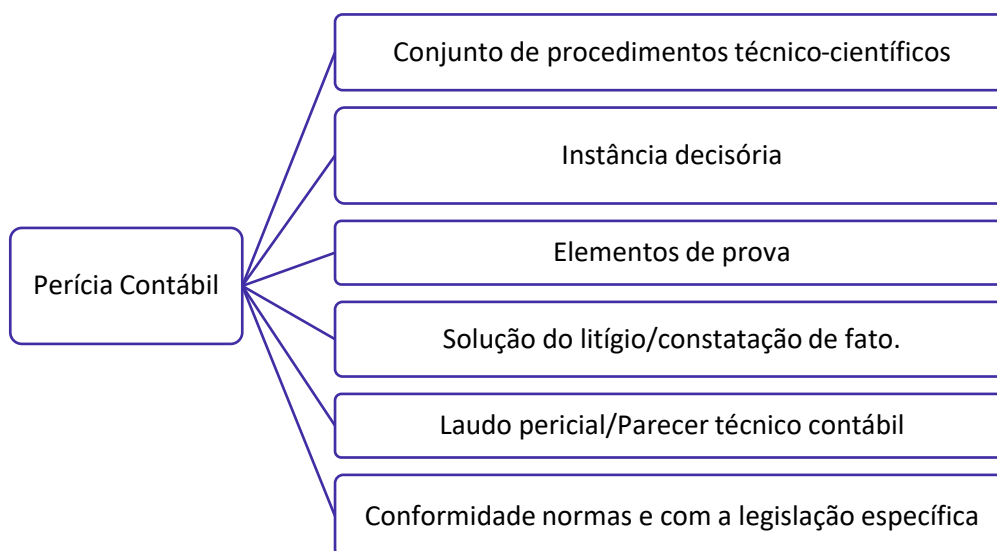 Conjunto de procedimentos técnico-científicos
Instância decisória
Elementos de prova
Perícia Contábil
Solução do litígio/constatação de fato.
Laudo pericial/Parecer técnico contábil
Conformidade normas e com a legislação específica